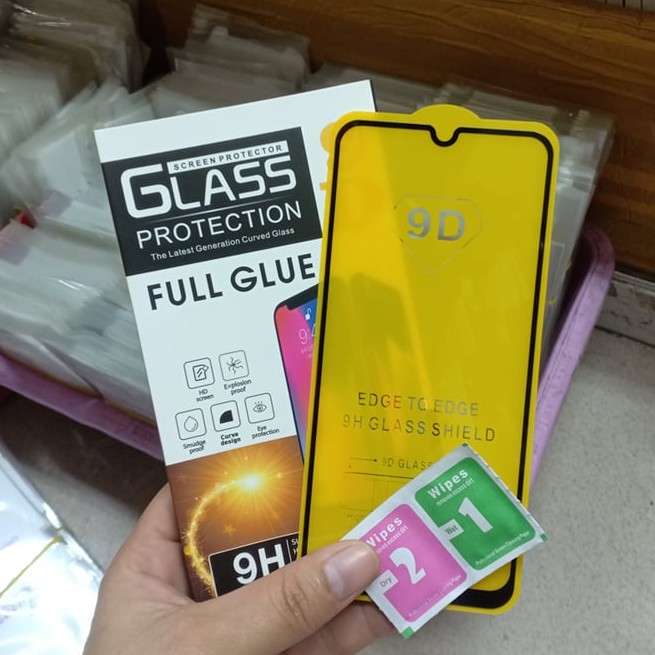 SCREEN PROTECTOR
GLASS
PROTECTION
The Latest Generation Curved Glass
FULL GLUE
HD
screen
Explosion
proof
Smudge
proof
Curve
design
Eye
protection
9H
9D
EDGE TO EDGE
9H GLASS SHIELD
9D GLASS
Wipes
Wet
1
Wipes
Dry
2